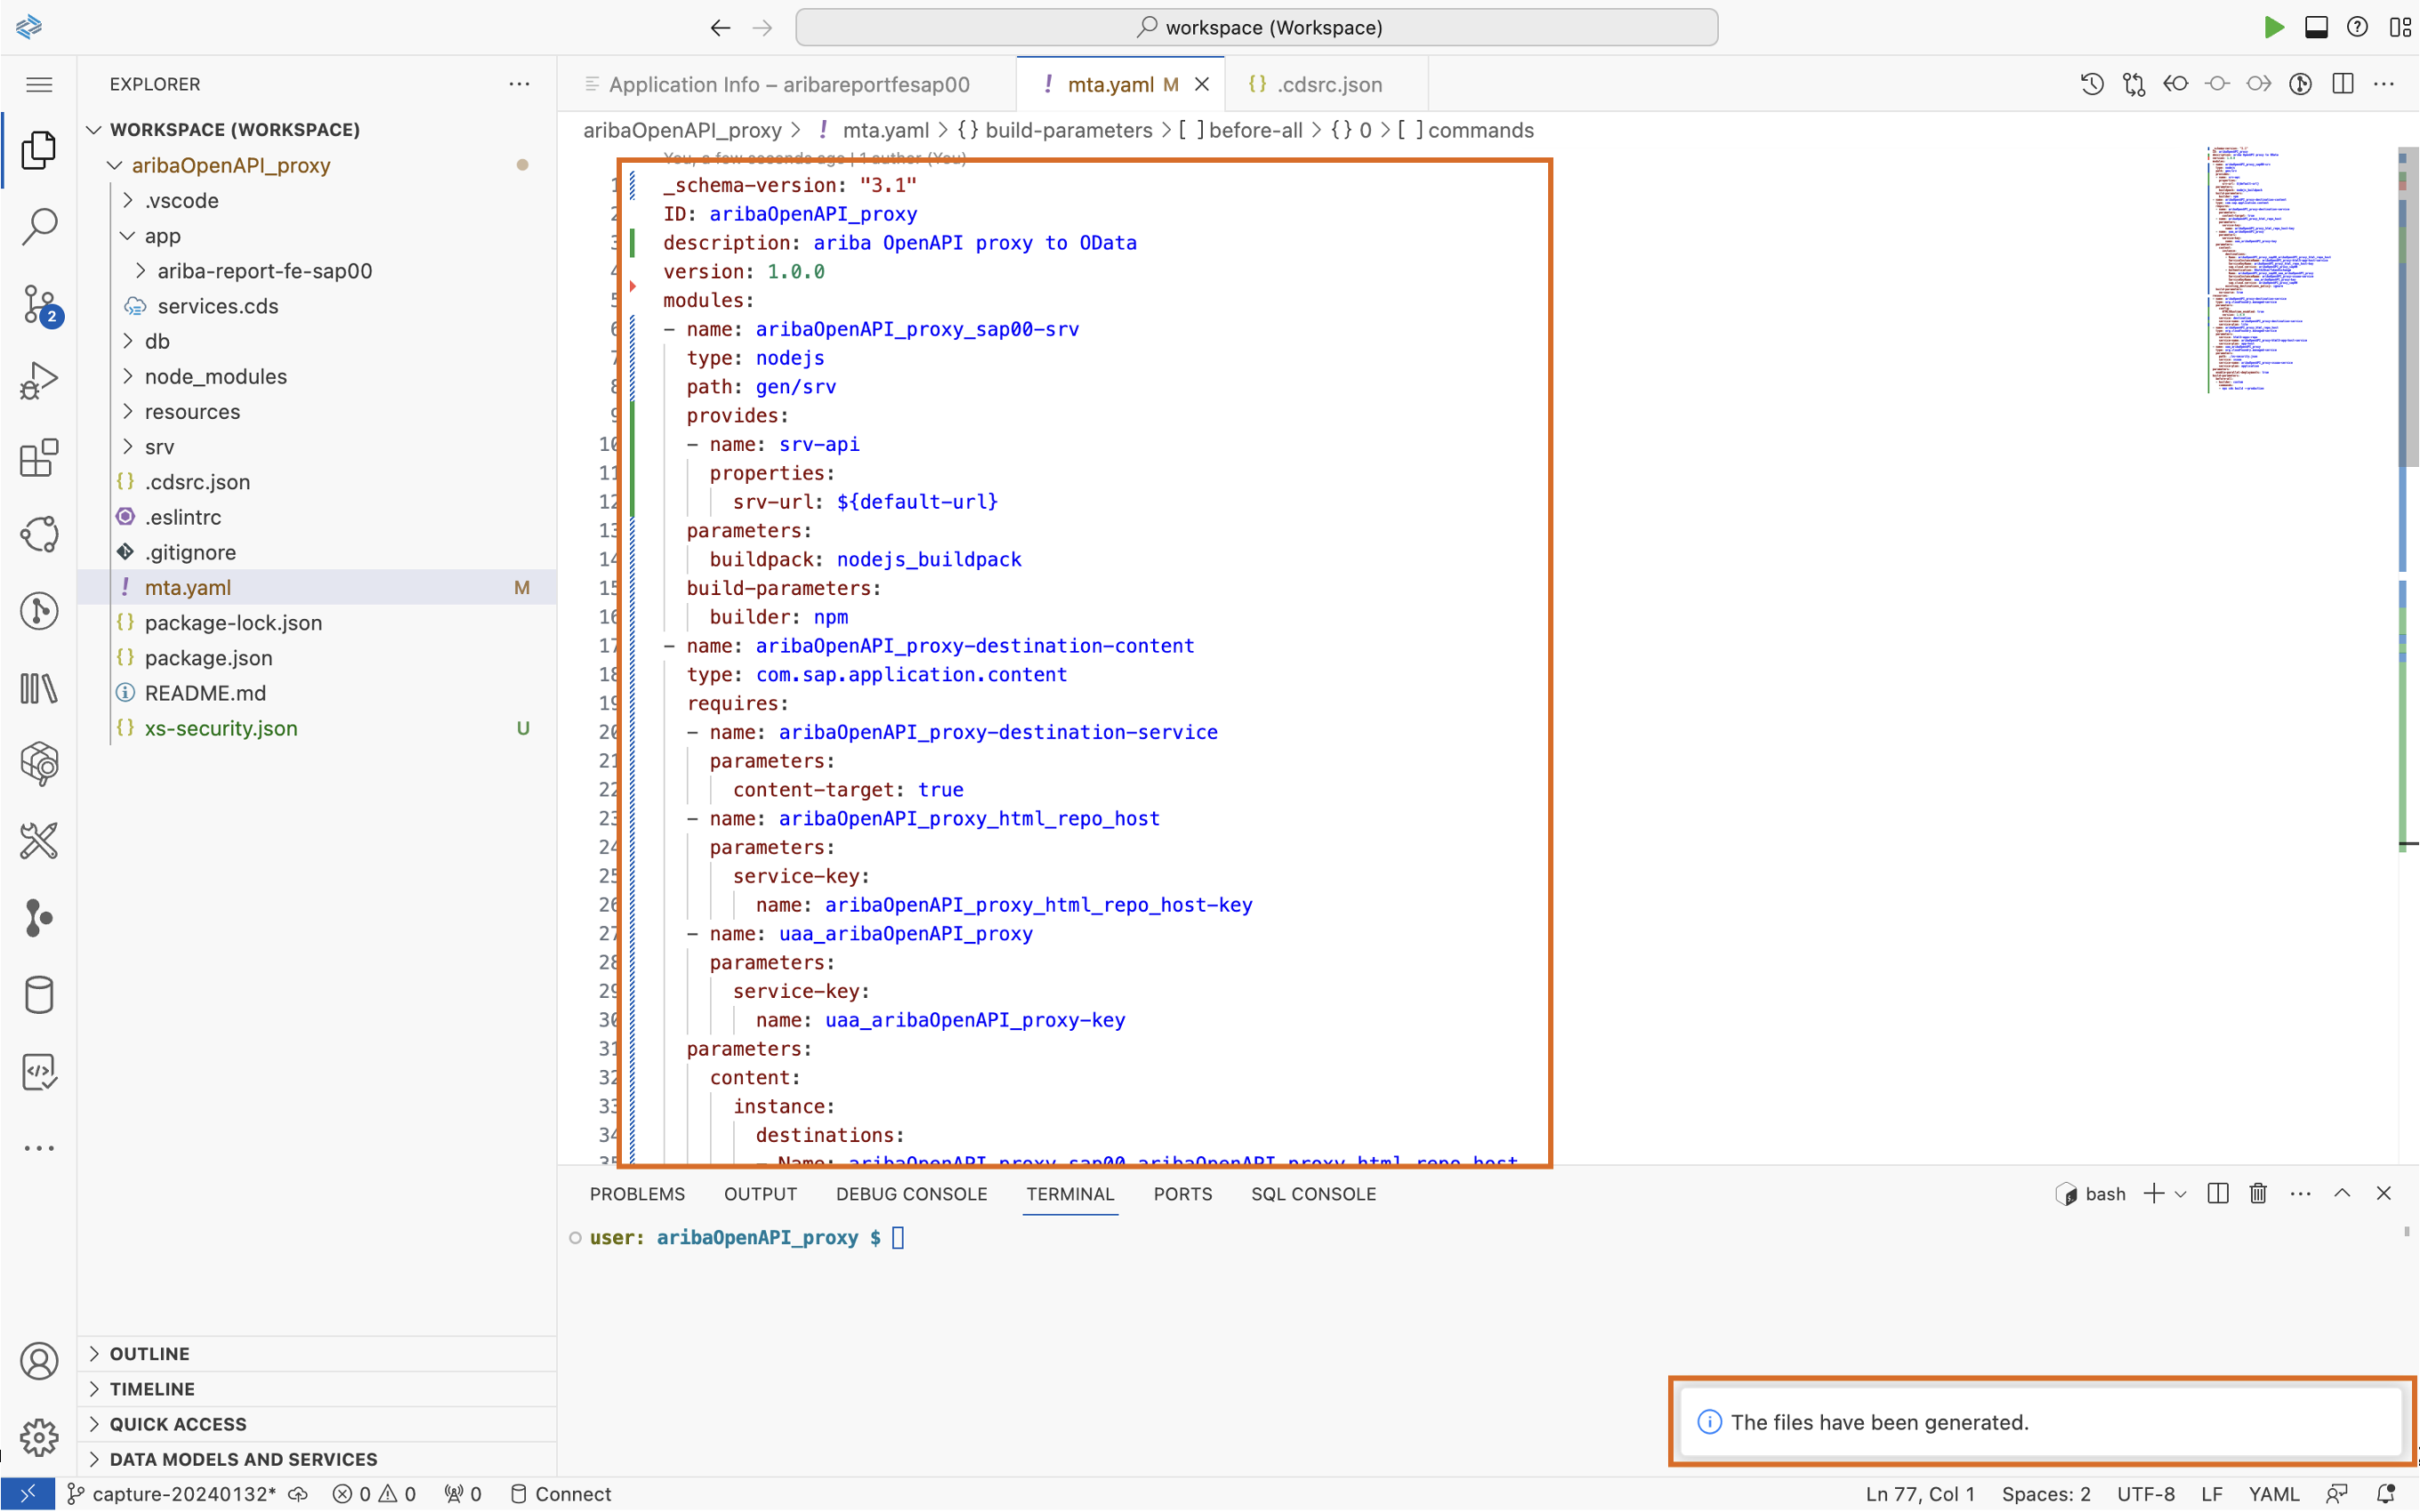 workspace (Workspace)
EXPLORER
WORKSPACE (WORKSPACE)
aribaOpenAPI_proxy
.vscode
app
ariba-report-fe-sap00
services.cds
db
node_modules
resources
srv
.cdsrc.json
.eslintrc
.gitignore
mta.yaml M
package-lock.json
package.json
README.md
xs-security.json U
OUTLINE
TIMELINE
QUICK ACCESS
DATA MODELS AND SERVICES
2
Application Info – aribareportfesap00
mta.yaml M
.cdsrc.json
aribaOpenAPI_proxy > ! mta.yaml > {} build-parameters > [ ] before-all > {} 0 > [ ] commands
You, a few seconds ago | 1 author (You)
1 _schema-version: "3.1"
2 ID: aribaOpenAPI_proxy
3 description: ariba OpenAPI proxy to OData
4 version: 1.0.0
5 modules:
6 - name: aribaOpenAPI_proxy_sap00-srv
7 type: nodejs
8 path: gen/srv
9 provides:
10 - name: srv-api
11 properties:
12 srv-url: ${default-url}
13 parameters:
14 buildpack: nodejs_buildpack
15 build-parameters:
16 builder: npm
17 - name: aribaOpenAPI_proxy-destination-content
18 type: com.sap.application.content
19 requires:
20 - name: aribaOpenAPI_proxy-destination-service
21 parameters:
22 content-target: true
23 - name: aribaOpenAPI_proxy_html_repo_host
24 parameters:
25 service-key:
26 name: aribaOpenAPI_proxy_html_repo_host-key
27 - name: uaa_aribaOpenAPI_proxy
28 parameters:
29 service-key:
30 name: uaa_aribaOpenAPI_proxy-key
31 parameters:
32 content:
33 instance:
34 destinations:
35 - Name: aribaOpenAPI_proxy_sap00_aribaOpenAPI_proxy_html_repo_host
PROBLEMS OUTPUT DEBUG CONSOLE TERMINAL PORTS SQL CONSOLE
bash
user: aribaOpenAPI_proxy $
The files have been generated.
capture-20240132* 0 0 0 Connect
Ln 77, Col 1 Spaces: 2 UTF-8 LF YAML